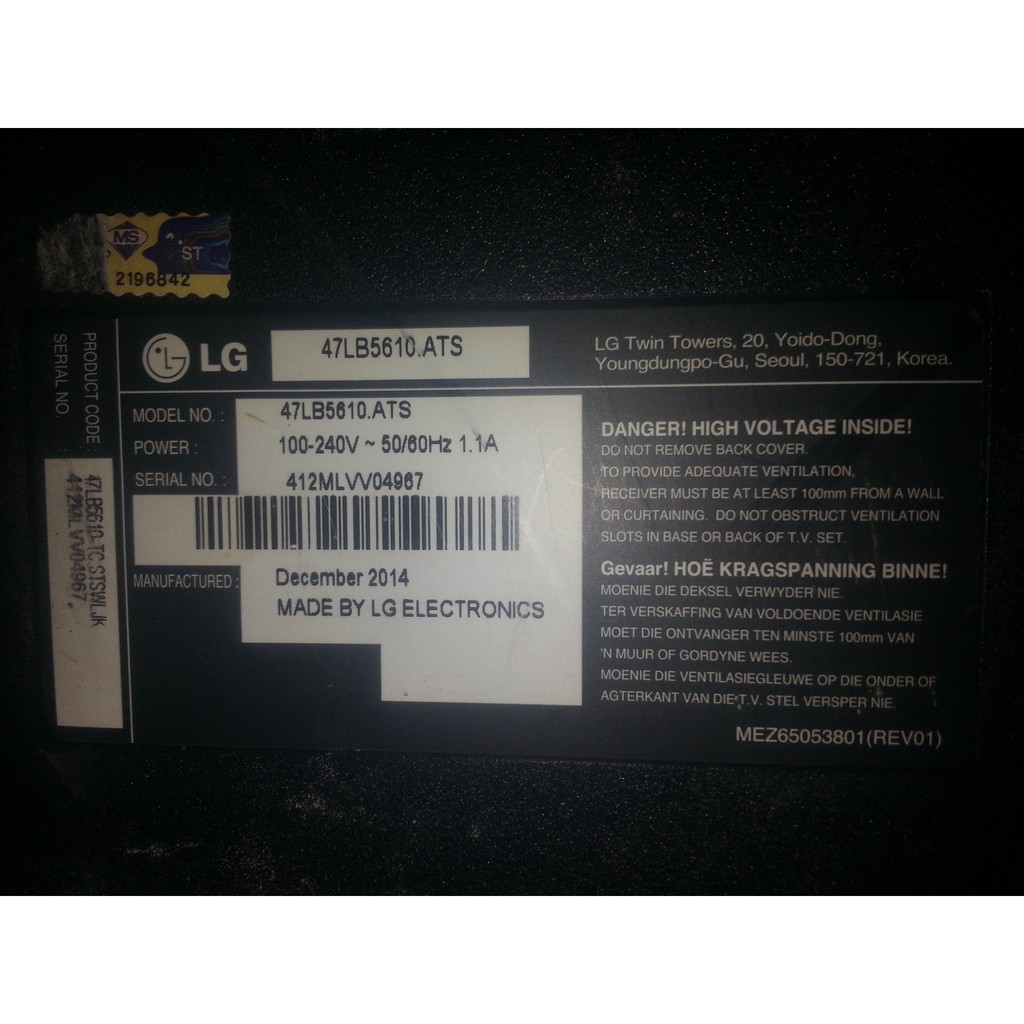 MS
ST
2196842
PRODUCT CODE :
SERIAL NO. :
47LB5610-TC.STSWLJK
412MLVV04967.
LG
47LB5610.ATS
LG Twin Towers, 20, Yoido-Dong,
Youngdungpo-Gu, Seoul, 150-721, Korea.
MODEL NO. : 47LB5610.ATS
POWER : 100-240V ~ 50/60Hz 1.1A
SERIAL NO. : 412MLVV04967
MANUFACTURED : December 2014
MADE BY LG ELECTRONICS
DANGER! HIGH VOLTAGE INSIDE!
DO NOT REMOVE BACK COVER.
TO PROVIDE ADEQUATE VENTILATION,
RECEIVER MUST BE AT LEAST 100mm FROM A WALL
OR CURTAINING. DO NOT OBSTRUCT VENTILATION
SLOTS IN BASE OR BACK OF T.V. SET.
Gevaar! HOË KRAGSPANNING BINNE!
MOENIE DIE DEKSEL VERWYDER NIE.
TER VERSKAFFING VAN VOLDOENDE VENTILASIE
MOET DIE ONTVANGER TEN MINSTE 100mm VAN
'N MUUR OF GORDYNE WEES.
MOENIE DIE VENTILASIEGLEUWE OP DIE ONDER OF
AGTERKANT VAN DIE T.V. STEL VERSPER NIE.
MEZ65053801(REV01)